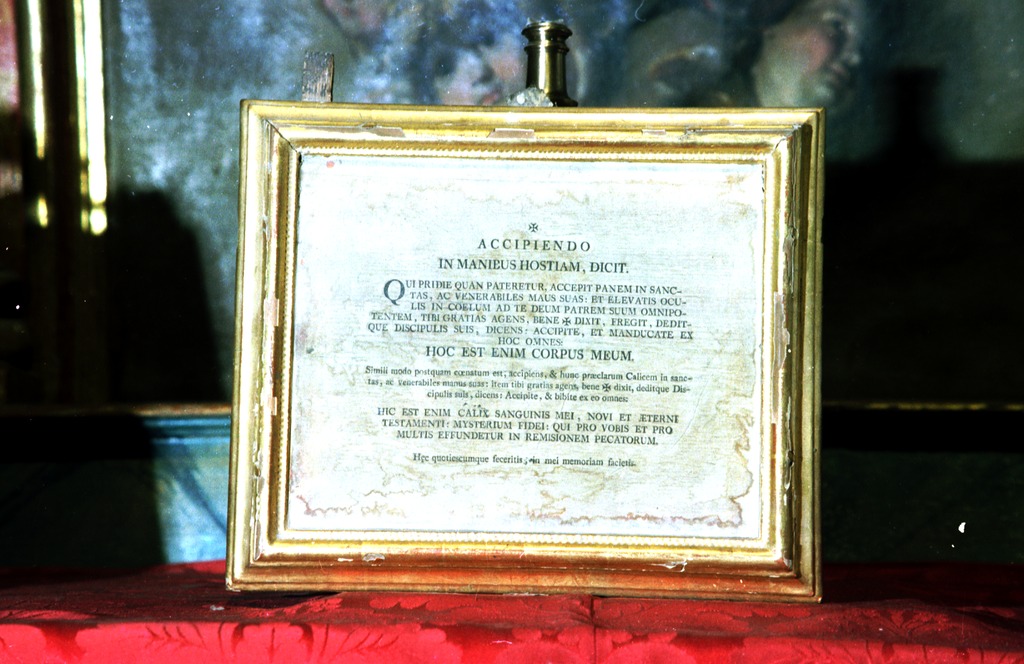 ✠
ACCIPIENDO
IN MANIBUS HOSTIAM, DICIT.
QUI PRIDIE QUAN PATERETUR, ACCEPIT PANEM IN SANC-
TAS, AC VENERABILES MAUS SUAS: ET ELEVATIS OCU-
LIS IN COELUM AD TE DEUM PATREM SUUM OMNIPO-
TENTEM, TIBI GRATIAS AGENS, BENE ✠ DIXIT, FREGIT, DEDIT-
QUE DISCIPULIS SUIS, DICENS: ACCIPITE, ET MANDUCATE EX
HOC OMNES:
HOC EST ENIM CORPUS MEUM.
Simili modo postquam cœnatum est, accipiens, & hunc præclarum Calicem in sanc-
tas, ac venerabiles manus suas: Item tibi gratias agens, bene ✠ dixit, deditque Dis-
cipulis suis, dicens: Accipite, & bibite ex eo omnes:
HIC EST ENIM CALIX SANGUINIS MEI, NOVI ET ÆTERNI
TESTAMENTI: MYSTERIUM FIDEI: QUI PRO VOBIS ET PRO
MULTIS EFFUNDETUR IN REMISIONEM PECATORUM.
Hęc quotiescumque feceritis, in mei memoriam facietis.